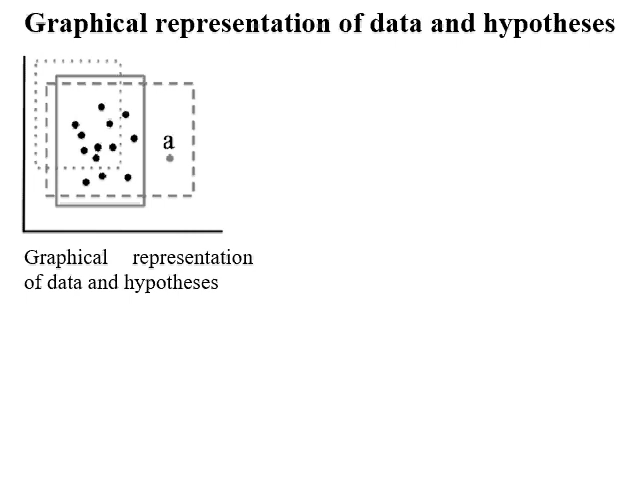 Graphical representation of data and hypotheses
a
Graphical representation
of data and hypotheses